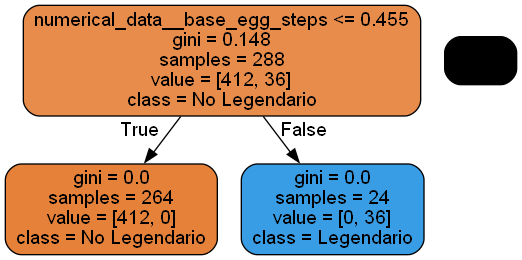 numerical_data__base_egg_steps <= 0.455
gini = 0.148
samples = 288
value = [412, 36]
class = No Legendario
True
False
gini = 0.0
samples = 264
value = [412, 0]
class = No Legendario
gini = 0.0
samples = 24
value = [0, 36]
class = Legendario